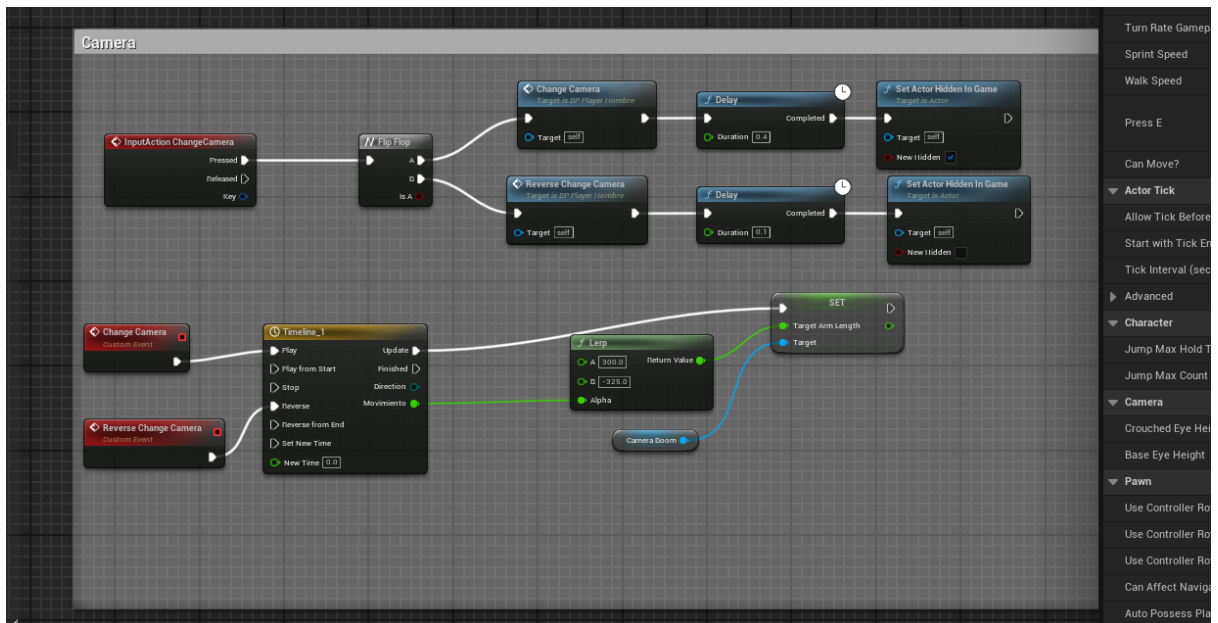 Camera
Change Camera
Target is BP Player Hombre
Target self
Delay
Completed
Duration 0.4
Set Actor Hidden In Game
Target is Actor
Target self
New Hidden
InputAction ChangeCamera
Pressed
Released
Key
Flip Flop
A
B
Is A
Reverse Change Camera
Target is BP Player Hombre
Target self
Delay
Completed
Duration 0.1
Set Actor Hidden In Game
Target is Actor
Target self
New Hidden
Change Camera
Custom Event
Reverse Change Camera
Custom Event
Timeline_1
Play Update
Play from Start Finished
Stop Direction
Reverse Movimiento
Reverse from End
Set New Time
New Time 0.0
Lerp
A 300.0 Return Value
B -325.0
Alpha
Camera Boom
SET
Target Arm Length
Target
Turn Rate Gamep
Sprint Speed
Walk Speed
Press E
Can Move?
Actor Tick
Allow Tick Before
Start with Tick En
Tick Interval (sec
Advanced
Character
Jump Max Hold T
Jump Max Count
Camera
Crouched Eye Hei
Base Eye Height
Pawn
Use Controller Ro
Use Controller Ro
Use Controller Ro
Can Affect Naviga
Auto Possess Pla